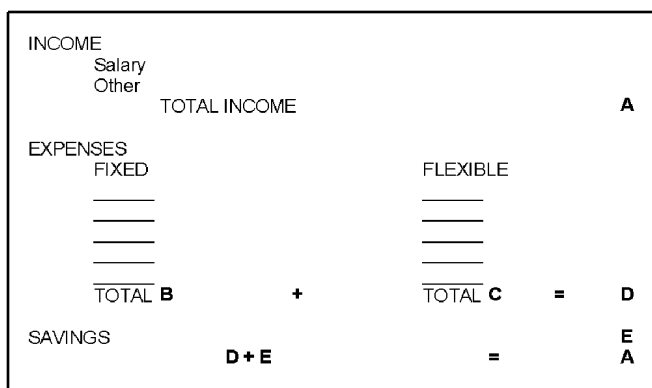 INCOME
Salary
Other
TOTAL INCOME A
EXPENSES
FIXED FLEXIBLE
TOTAL B + TOTAL C = D
SAVINGS E
D + E = A